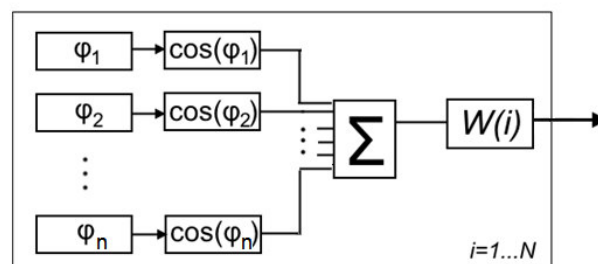 φ1 cos(φ1)
φ2 cos(φ2)
⋮ ⋮ Σ W(i)
φn cos(φn)
i=1...N